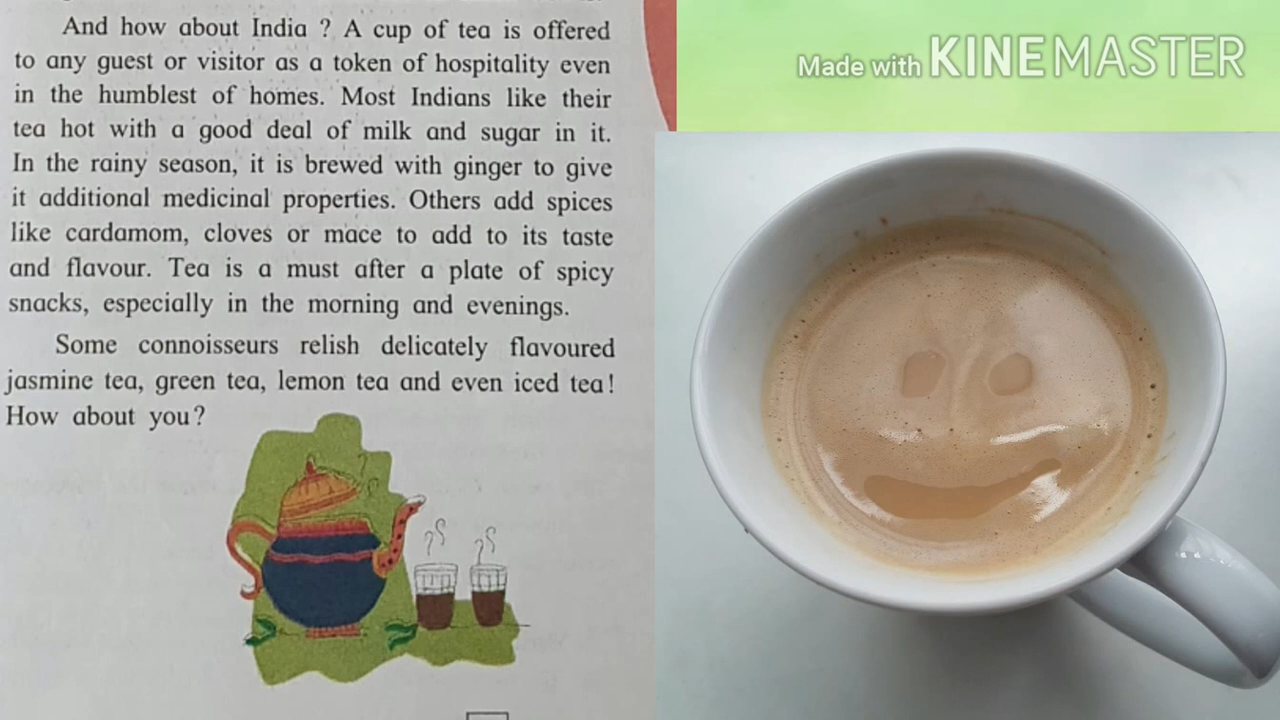 And how about India ? A cup of tea is offered
to any guest or visitor as a token of hospitality even
in the humblest of homes. Most Indians like their
tea hot with a good deal of milk and sugar in it.
In the rainy season, it is brewed with ginger to give
it additional medicinal properties. Others add spices
like cardamom, cloves or mace to add to its taste
and flavour. Tea is a must after a plate of spicy
snacks, especially in the morning and evenings.
Some connoisseurs relish delicately flavoured
jasmine tea, green tea, lemon tea and even iced tea!
How about you?
Made with KINEMASTER